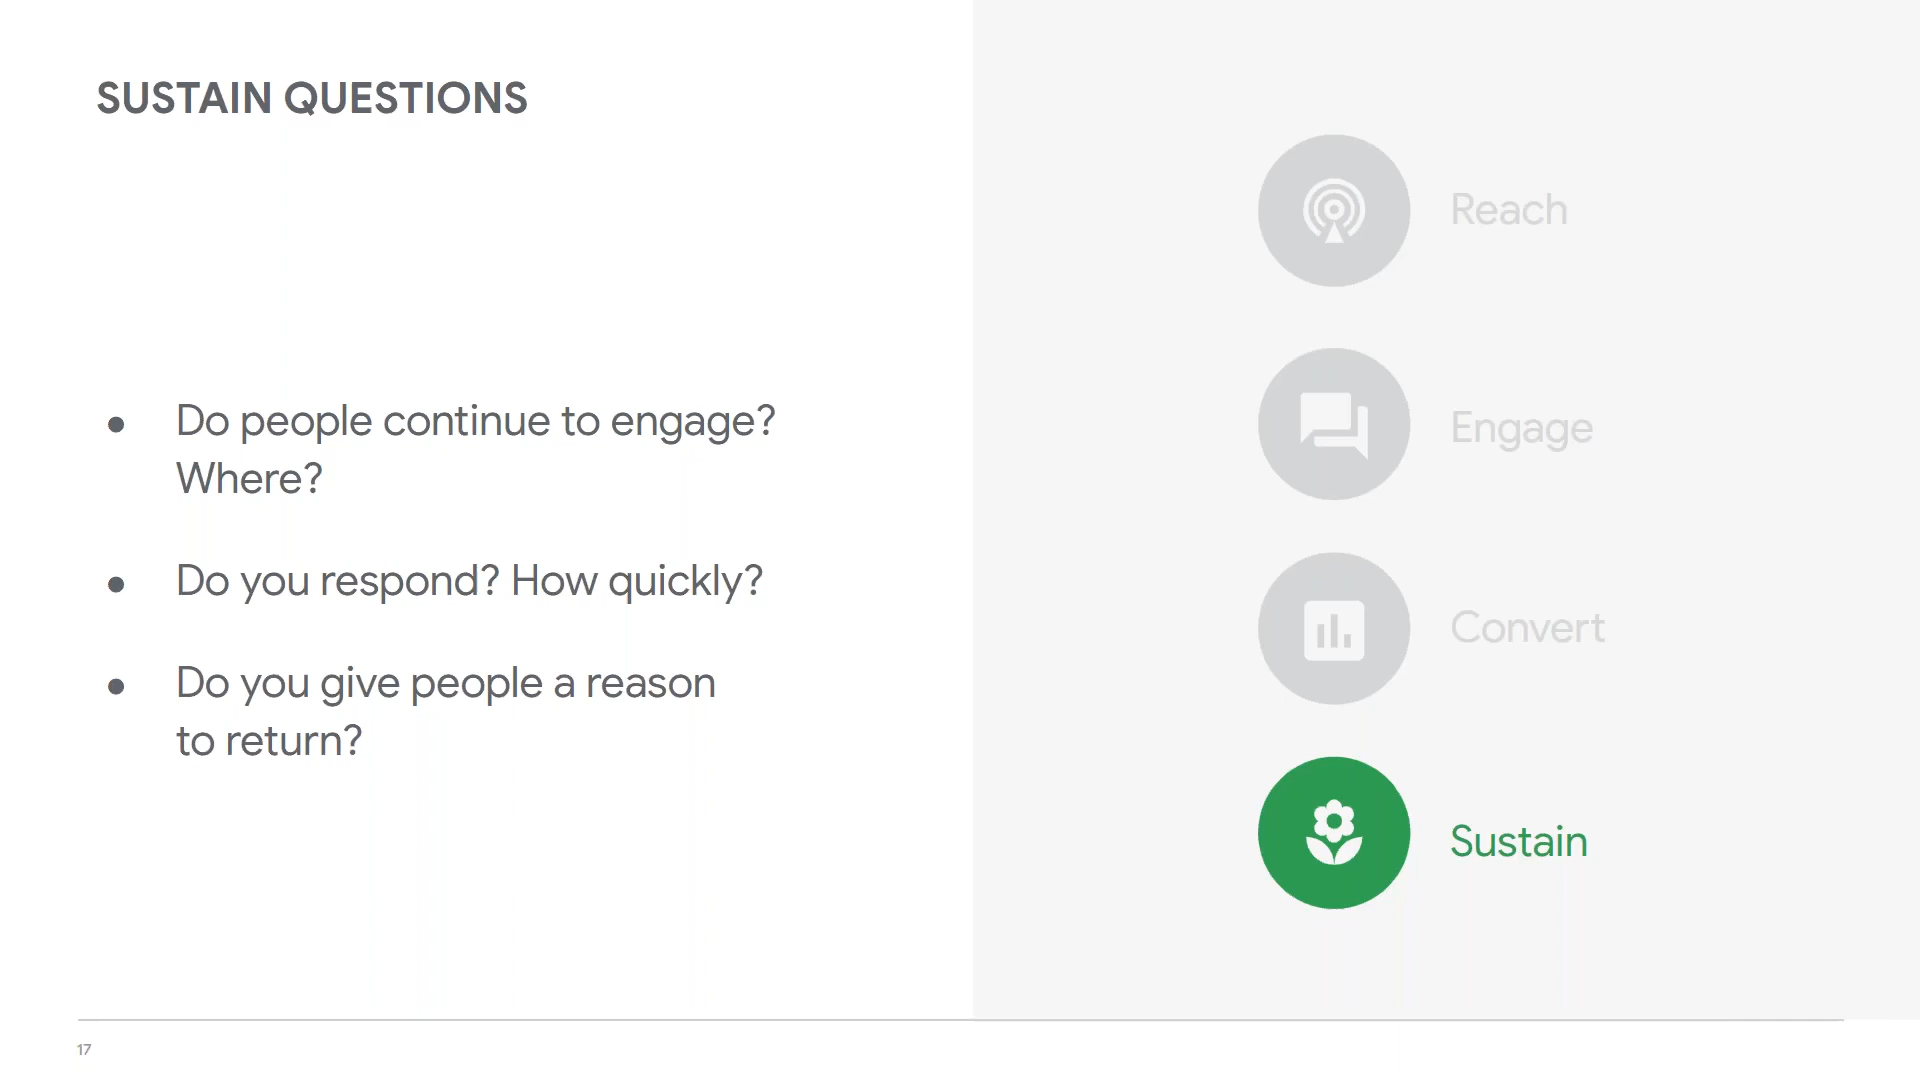 SUSTAIN QUESTIONS
● Do people continue to engage?
Where?
● Do you respond? How quickly?
● Do you give people a reason
to return?
Reach
Engage
Convert
Sustain
17